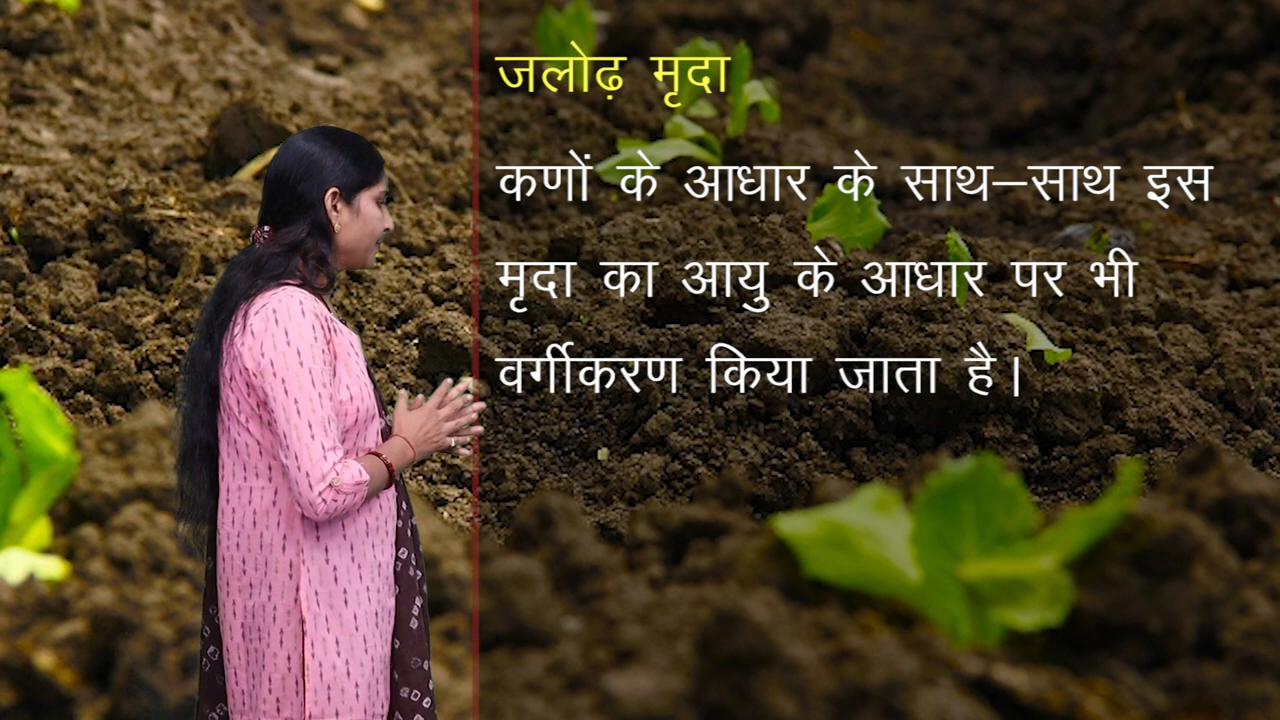 जलोढ़ मृदा
कणों के आधार के साथ–साथ इस
मृदा का आयु के आधार पर भी
वर्गीकरण किया जाता है।